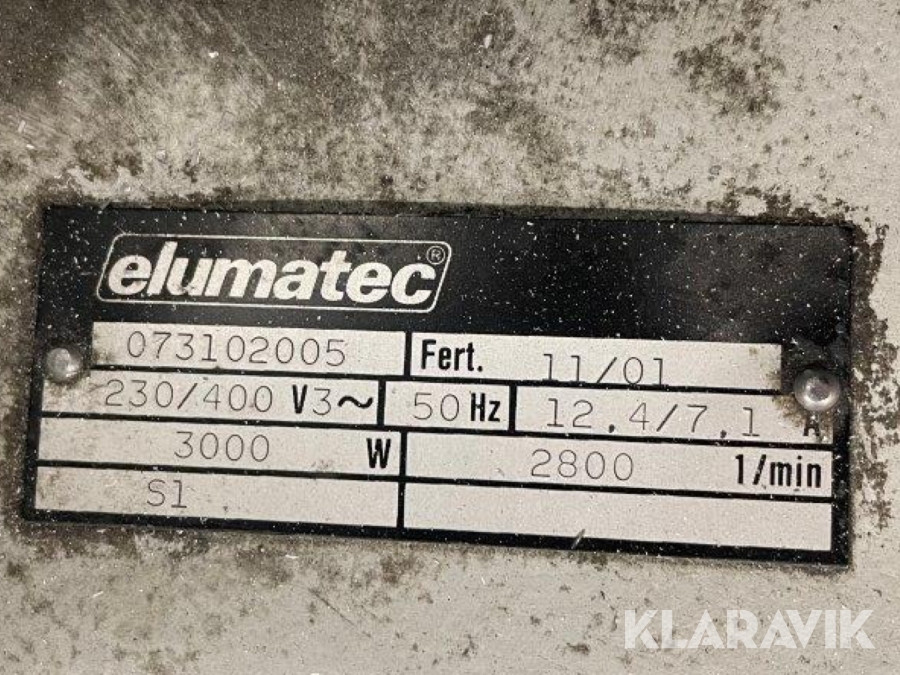 elumatec®
073102005 Fert. 11/01
230/400 V3~ 50 Hz 12,4/7,1 A
3000 W 2800 1/min
S1
KLARAVIK